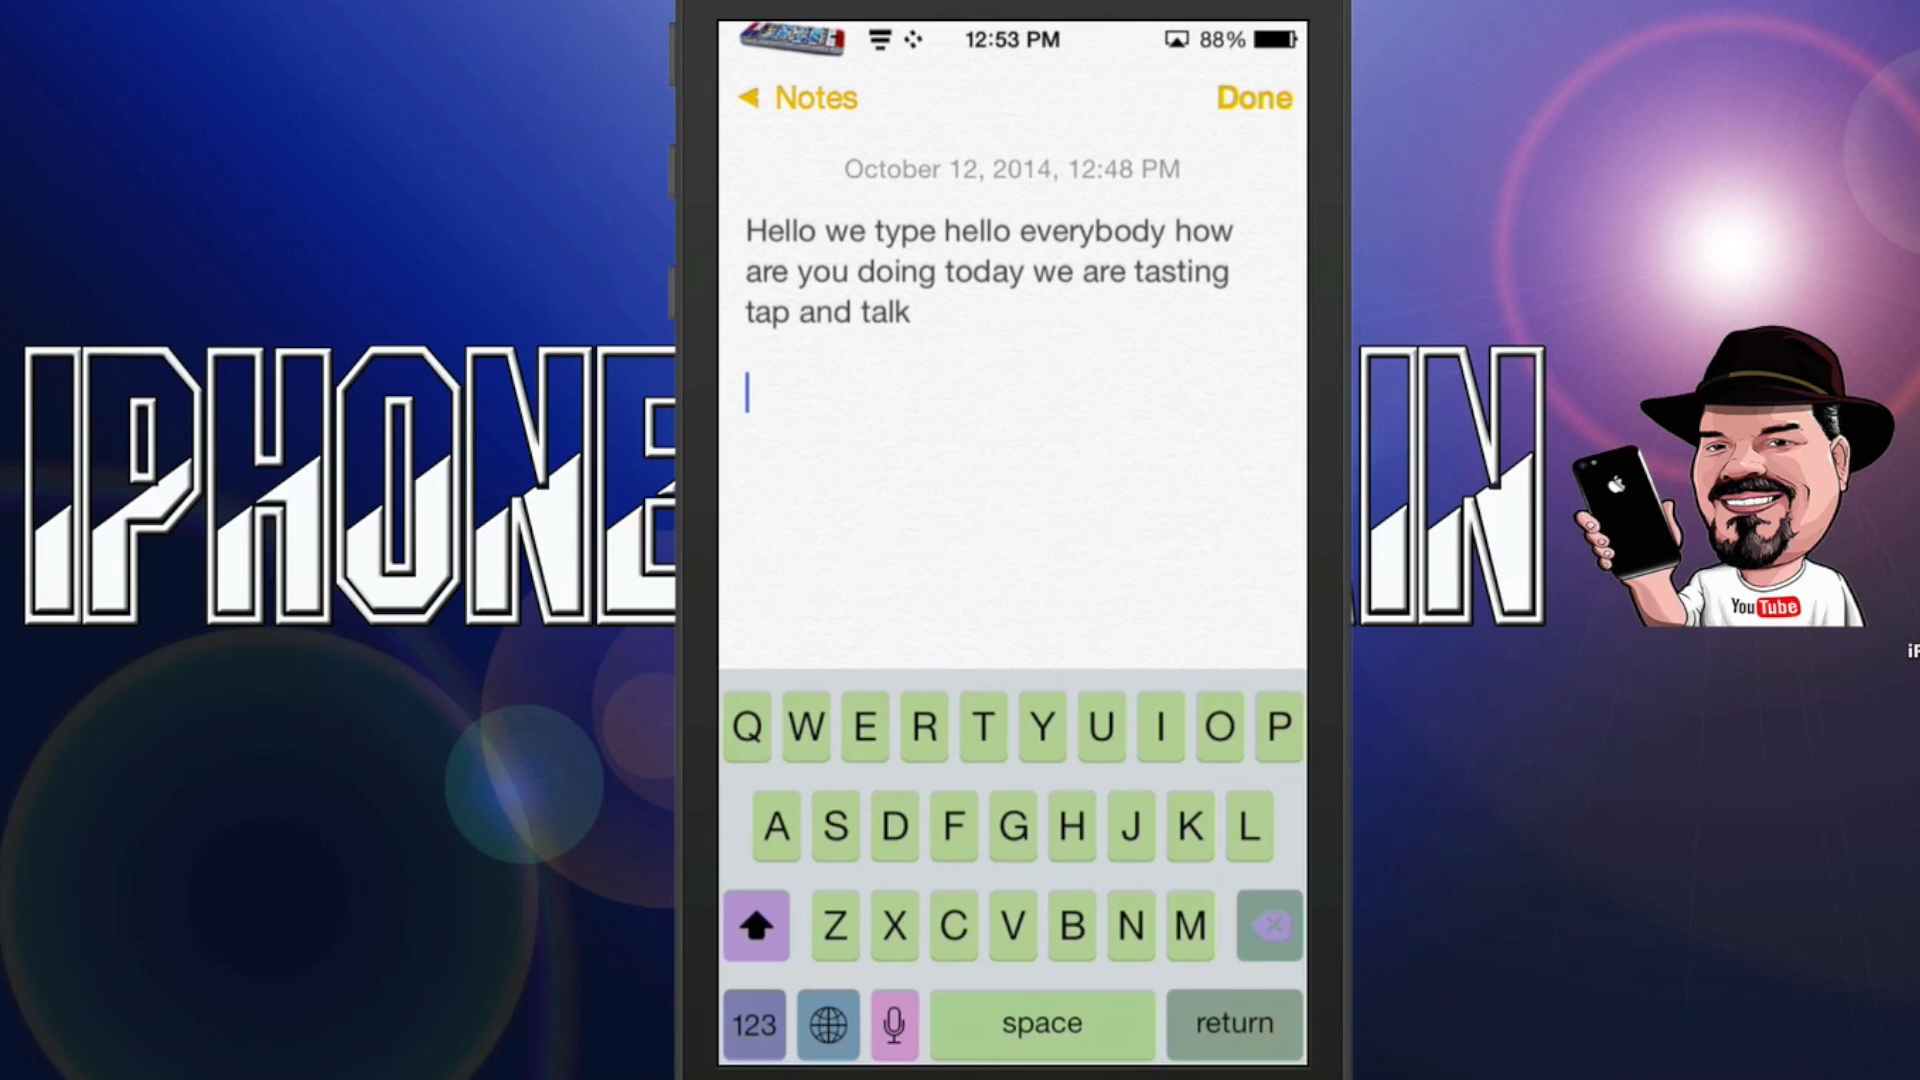 12:53 PM
88%
Notes
Done
October 12, 2014, 12:48 PM
Hello we type hello everybody how
are you doing today we are tasting
tap and talk
IPHONE
IN
You Tube
iP
Q W E R T Y U I O P
A S D F G H J K L
Z X C V B N M
123
space
return